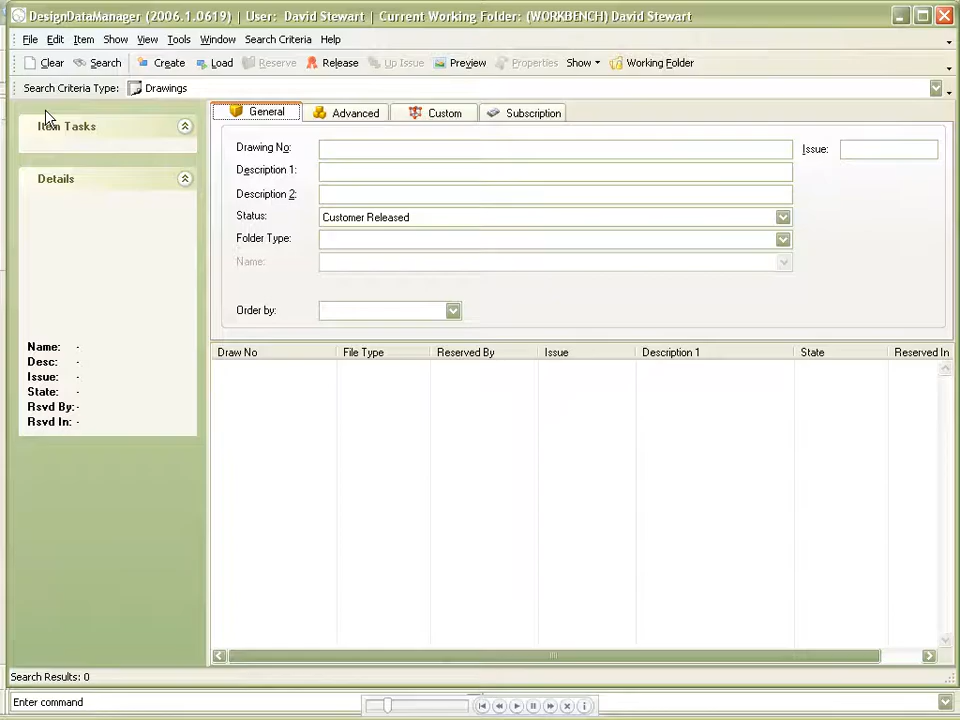 DesignDataManager (2006.1.0619) | User: David Stewart | Current Working Folder: (WORKBENCH) David Stewart
File Edit Item Show View Tools Window Search Criteria Help
Clear Search Create Load Reserve Release Up Issue Preview Properties Show Working Folder
Search Criteria Type: Drawings
Item Tasks
Details
Name: -
Desc: -
Issue: -
State: -
Rsvd By: -
Rsvd In: -
General Advanced Custom Subscription
Drawing No: Issue:
Description 1:
Description 2:
Status: Customer Released
Folder Type:
Name:
Order by:
Draw No File Type Reserved By Issue Description 1 State Reserved In
Search Results: 0
Enter command